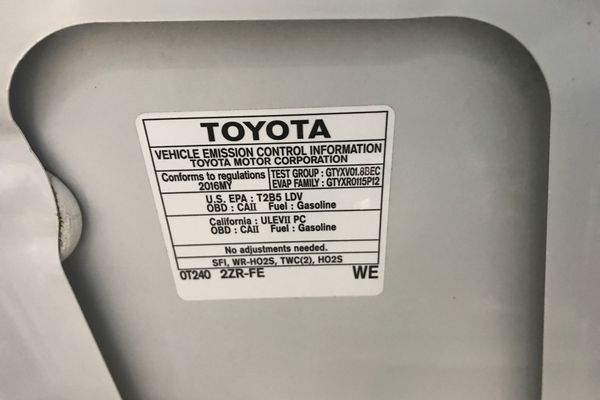 TOYOTA
VEHICLE EMISSION CONTROL INFORMATION
TOYOTA MOTOR CORPORATION
Conforms to regulations
2016MY
TEST GROUP : GTYXV01.8BEC
EVAP FAMILY : GTYXR0115P12
U.S. EPA : T2B5 LDV
OBD : CAII Fuel : Gasoline
California : ULEVII PC
OBD : CAII Fuel : Gasoline
No adjustments needed.
SFI, WR-HO2S, TWC(2), HO2S
0T240 2ZR-FE WE